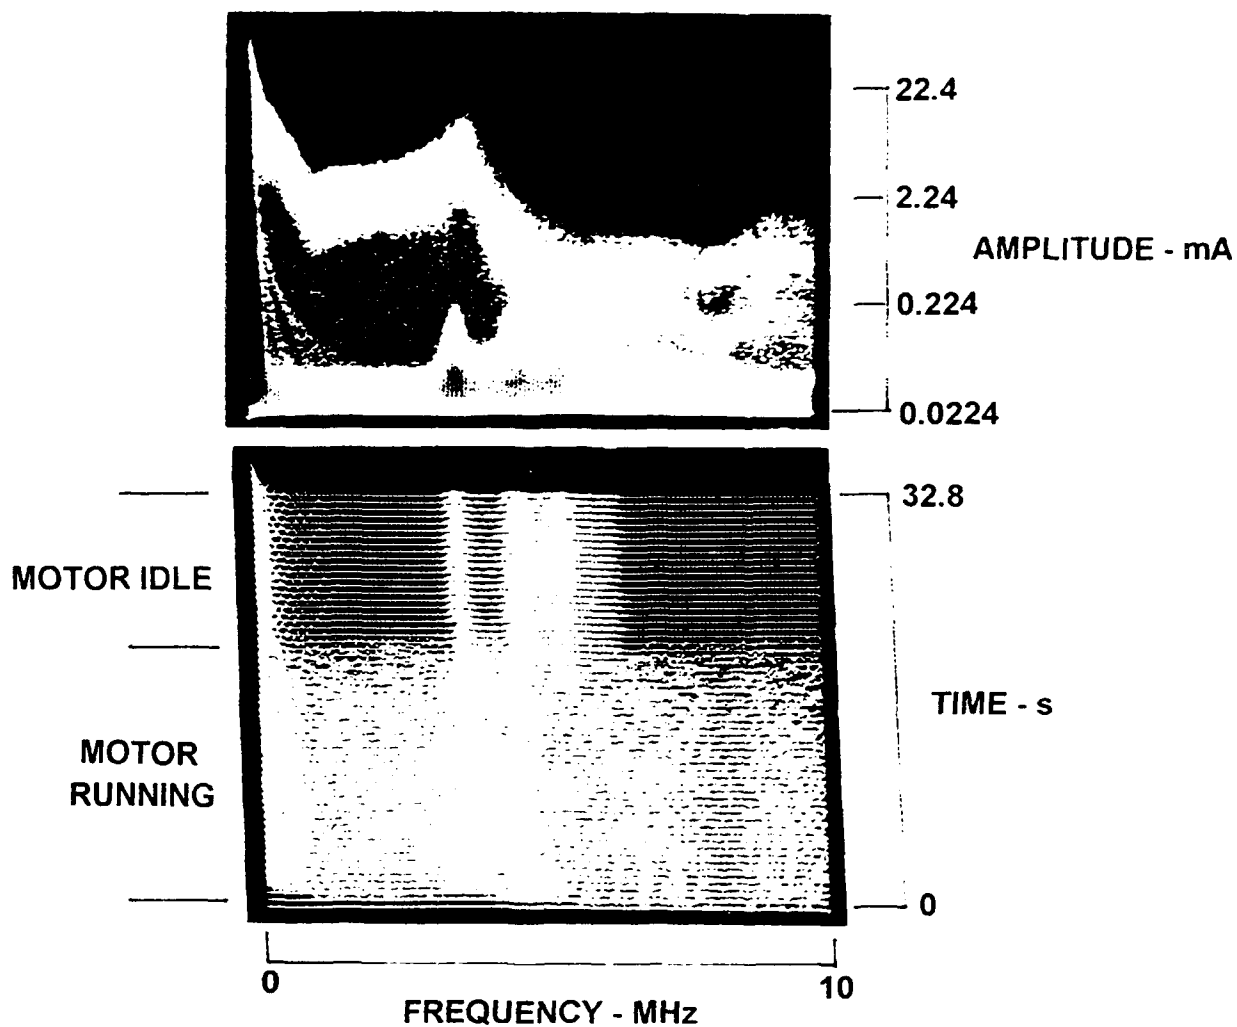 22.4
2.24
AMPLITUDE - mA
0.224
0.0224
32.8
MOTOR IDLE
TIME - s
MOTOR
RUNNING
0
0
10
FREQUENCY - MHz